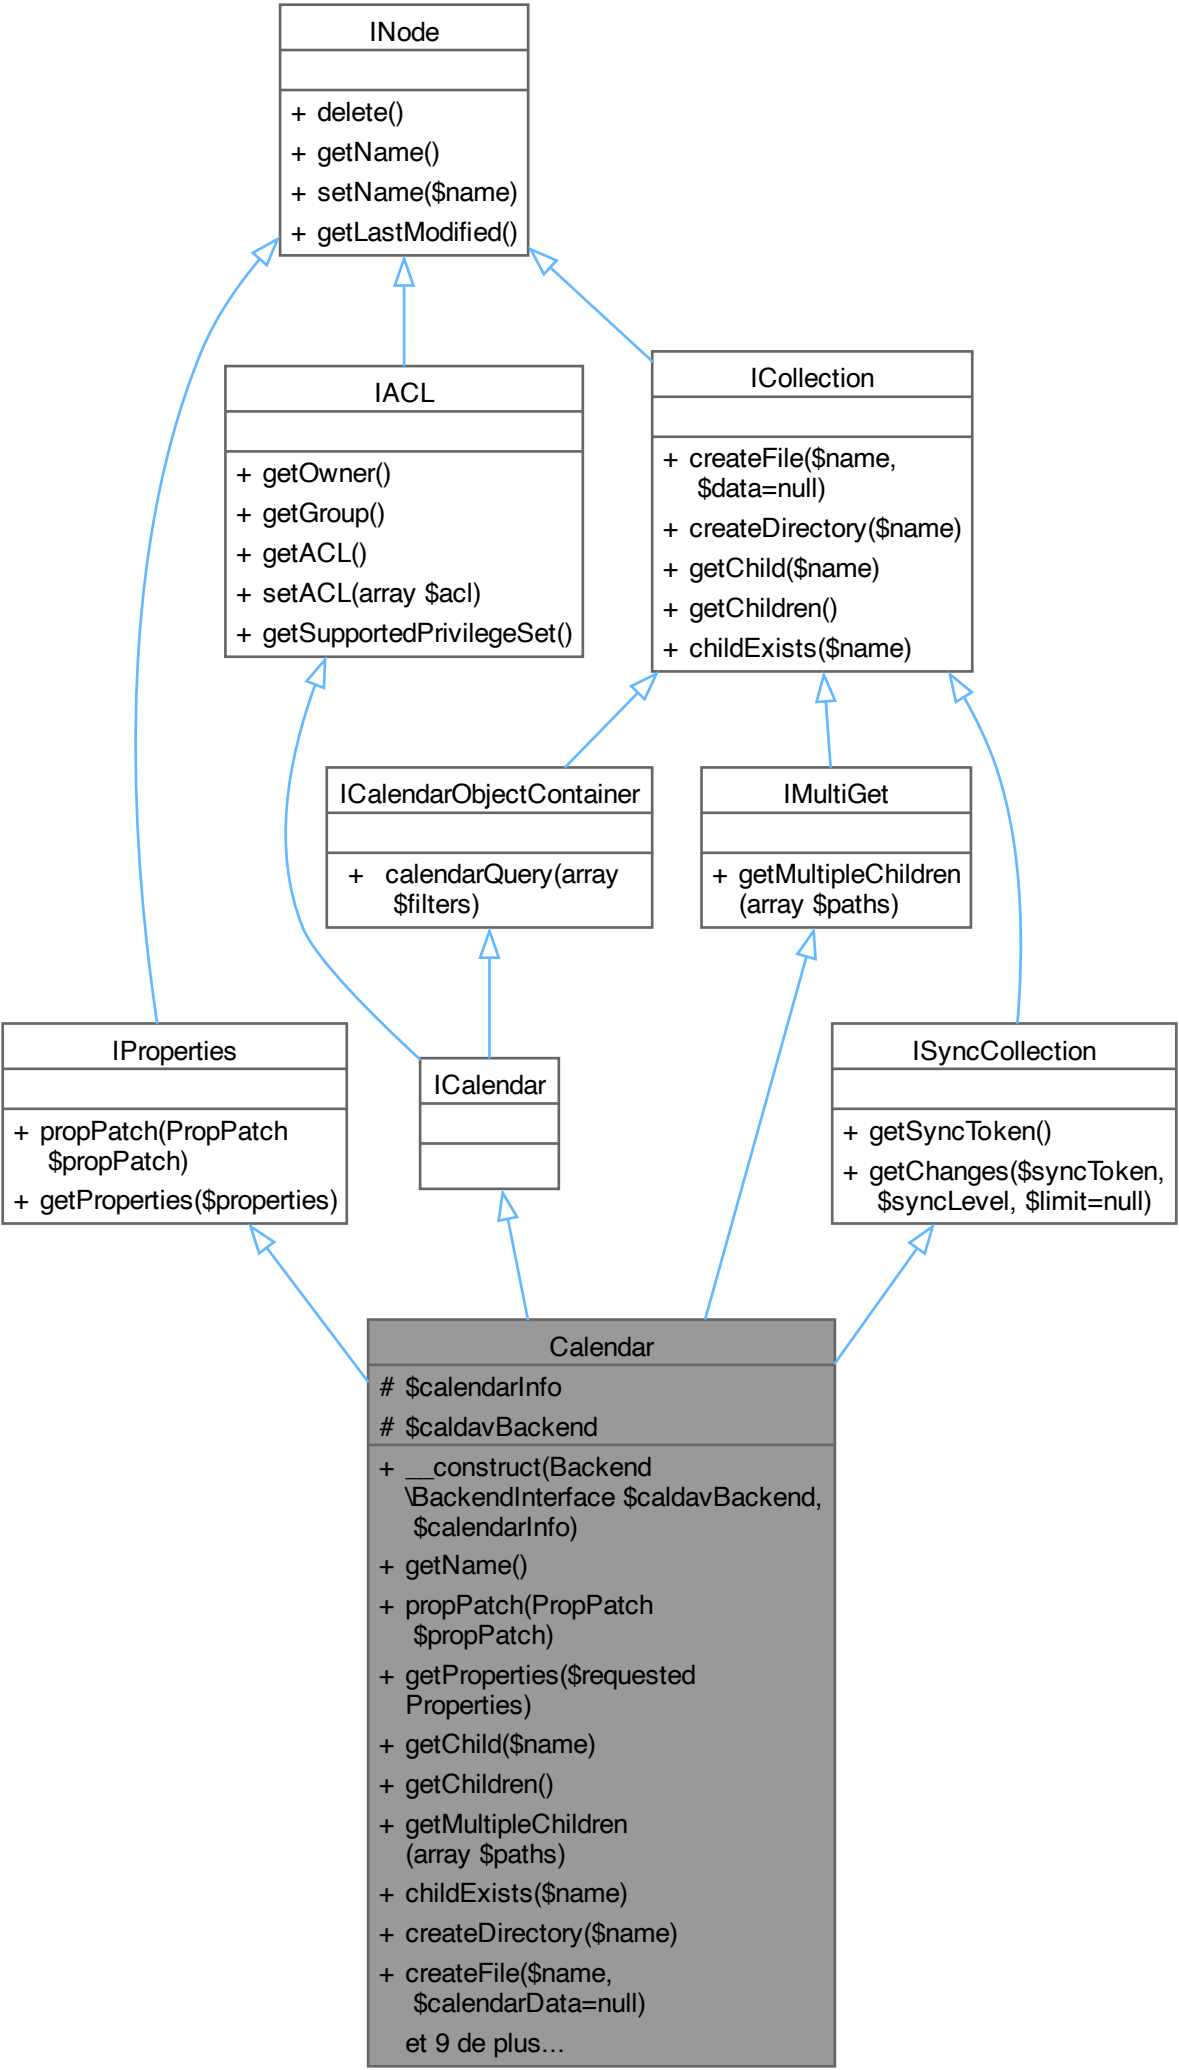 INode
+ delete()
+ getName()
+ setName($name)
+ getLastModified()
IACL
+ getOwner()
+ getGroup()
+ getACL()
+ setACL(array $acl)
+ getSupportedPrivilegeSet()
ICollection
+ createFile($name,
$data=null)
+ createDirectory($name)
+ getChild($name)
+ getChildren()
+ childExists($name)
ICalendarObjectContainer
+ calendarQuery(array
$filters)
IMultiGet
+ getMultipleChildren
(array $paths)
IProperties
+ propPatch(PropPatch
$propPatch)
+ getProperties($properties)
ICalendar
ISyncCollection
+ getSyncToken()
+ getChanges($syncToken,
$syncLevel, $limit=null)
Calendar
# $calendarInfo
# $caldavBackend
+ __construct(Backend
\BackendInterface $caldavBackend,
$calendarInfo)
+ getName()
+ propPatch(PropPatch
$propPatch)
+ getProperties($requested
Properties)
+ getChild($name)
+ getChildren()
+ getMultipleChildren
(array $paths)
+ childExists($name)
+ createDirectory($name)
+ createFile($name,
$calendarData=null)
et 9 de plus...